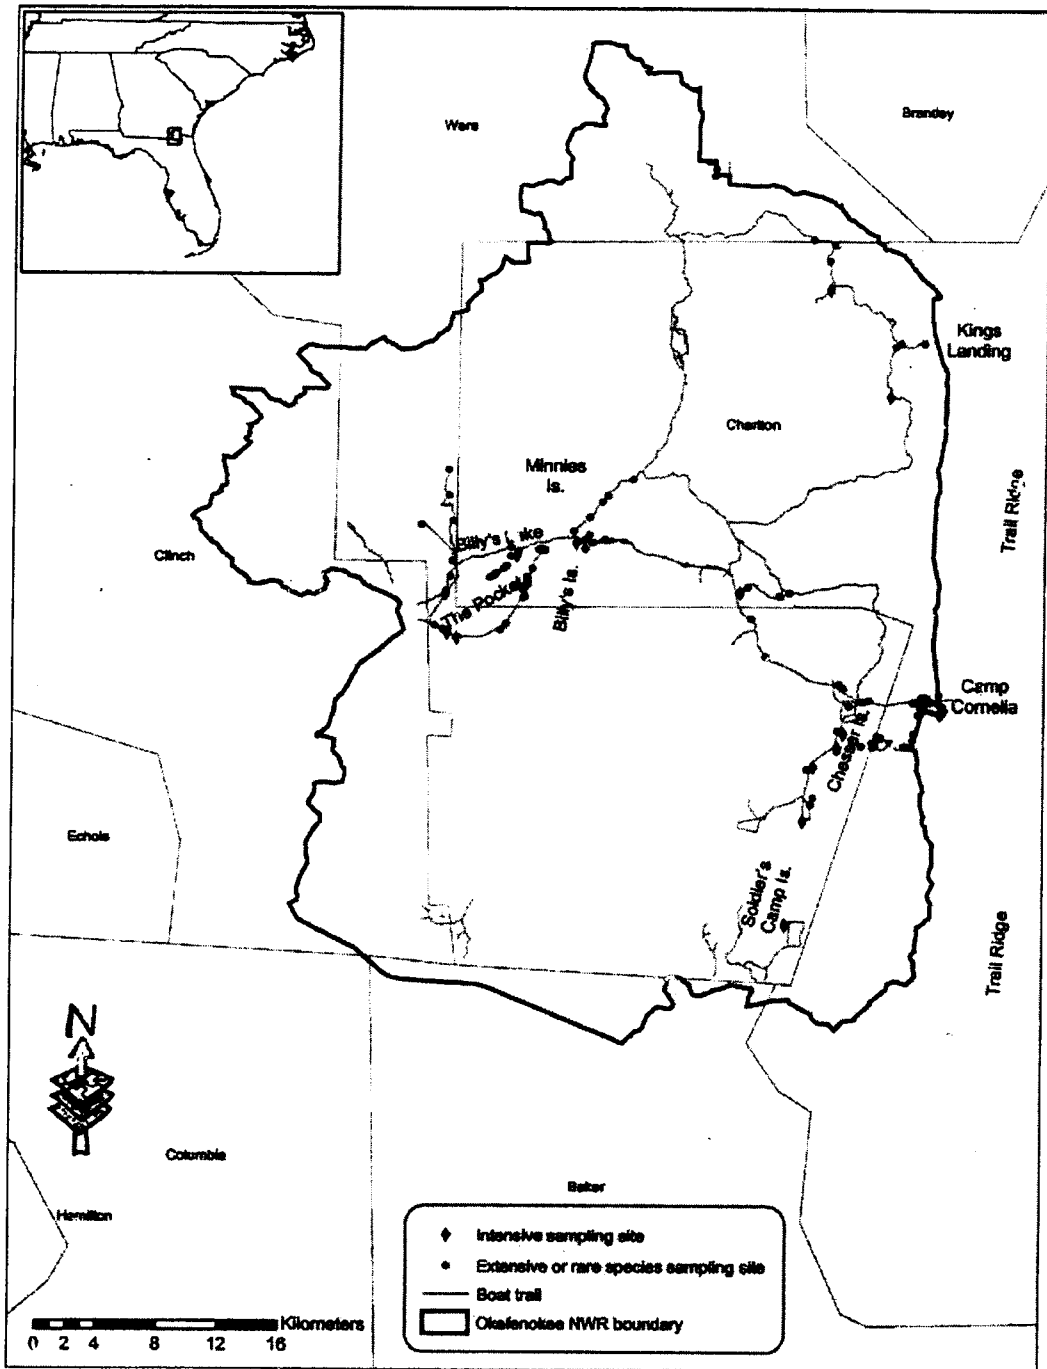 Ware
Brantley
Kings
Landing
Charlton
Minnies
Is.
Trail Ridge
Clinch
Billy's Lake
The Pocket
Billy's Is.
Camp
Cornelia
Chesser Is.
Echols
Soldier's
Camp Is.
Trail Ridge
N
Columbia
Hamilton
Baker
Intensive sampling site
Extensive or rare species sampling site
Boat trail
Okefenokee NWR boundary
Kilometers
0 2 4 8 12 16